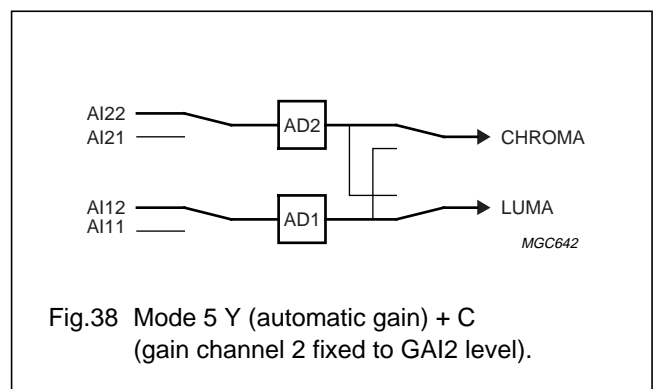 AI22
AI21
AD2
CHROMA
AI12
AI11
AD1
LUMA
MGC642
Fig.38 Mode 5 Y (automatic gain) + C
(gain channel 2 fixed to GAI2 level).